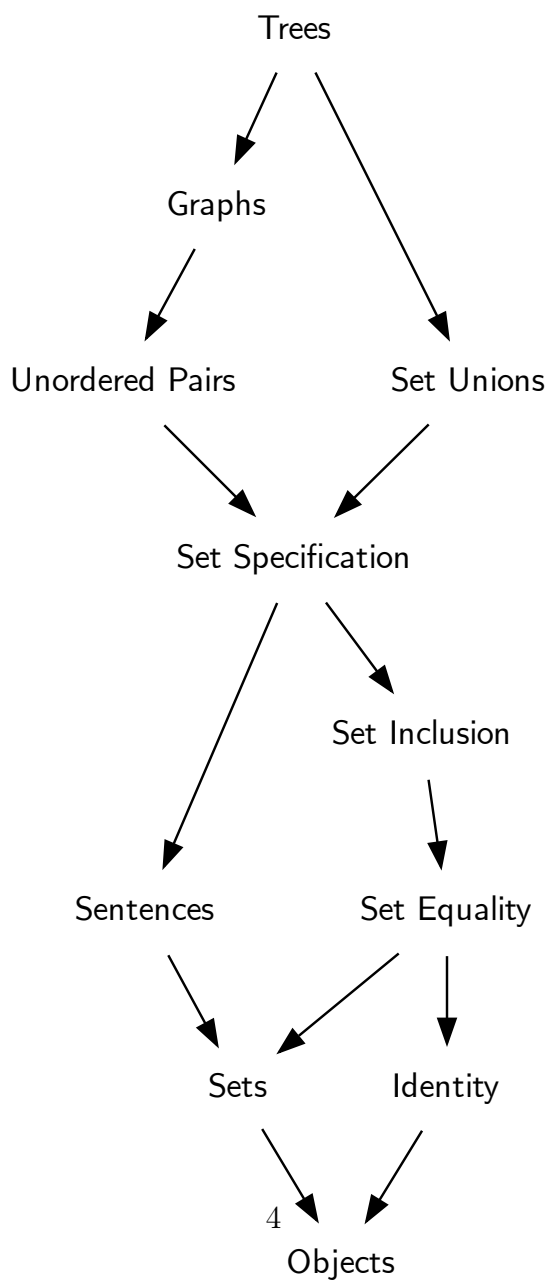 Trees
Graphs
Unordered Pairs
Set Unions
Set Specification
Set Inclusion
Sentences
Set Equality
Sets
Identity
4
Objects